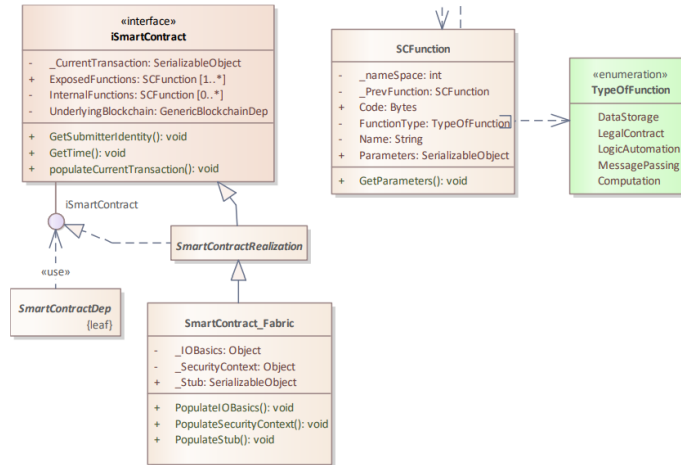 «interface»
iSmartContract
- _CurrentTransaction: SerializableObject
+ ExposedFunctions: SCFunction [1..*]
- InternalFunctions: SCFunction [0..*]
- UnderlyingBlockchain: GenericBlockchainDep
+ GetSubmitterIdentity(): void
+ GetTime(): void
+ populateCurrentTransaction(): void
SCFunction
- _nameSpace: int
- _PrevFunction: SCFunction
+ Code: Bytes
- FunctionType: TypeOfFunction
- Name: String
+ Parameters: SerializableObject
+ GetParameters(): void
«enumeration»
TypeOfFunction
DataStorage
LegalContract
LogicAutomation
MessagePassing
Computation
iSmartContract
SmartContractRealization
«use»
SmartContractDep
{leaf}
SmartContract_Fabric
- _IOBasics: Object
- _SecurityContext: Object
+ _Stub: SerializableObject
+ PopulateIOBasics(): void
+ PopulateSecurityContext(): void
+ PopulateStub(): void